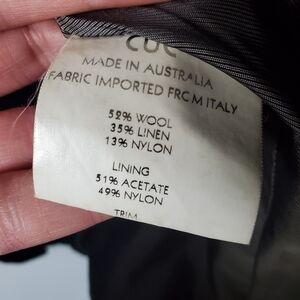 CUE
MADE IN AUSTRALIA
FABRIC IMPORTED FROM ITALY
52% WOOL
35% LINEN
13% NYLON
LINING
51% ACETATE
49% NYLON
TRIM